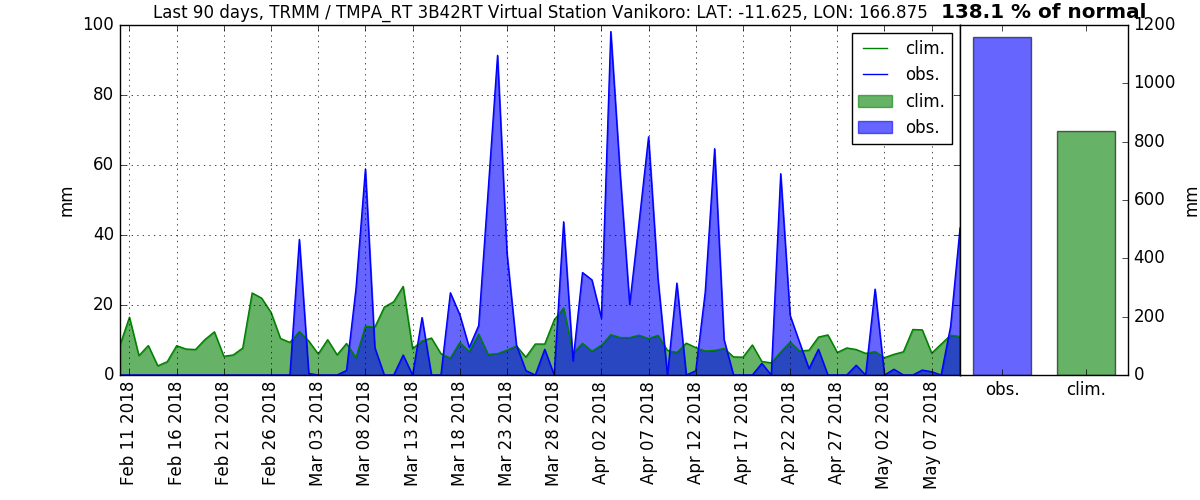 Last 90 days, TRMM / TMPA_RT 3B42RT Virtual Station Vanikoro: LAT: -11.625, LON: 166.875 138.1 % of normal
100
80
60
40
20
0
mm
clim.
obs.
clim.
obs.
1200
1000
800
600
400
200
0
mm
Feb 11 2018
Feb 16 2018
Feb 21 2018
Feb 26 2018
Mar 03 2018
Mar 08 2018
Mar 13 2018
Mar 18 2018
Mar 23 2018
Mar 28 2018
Apr 02 2018
Apr 07 2018
Apr 12 2018
Apr 17 2018
Apr 22 2018
Apr 27 2018
May 02 2018
May 07 2018
obs.
clim.